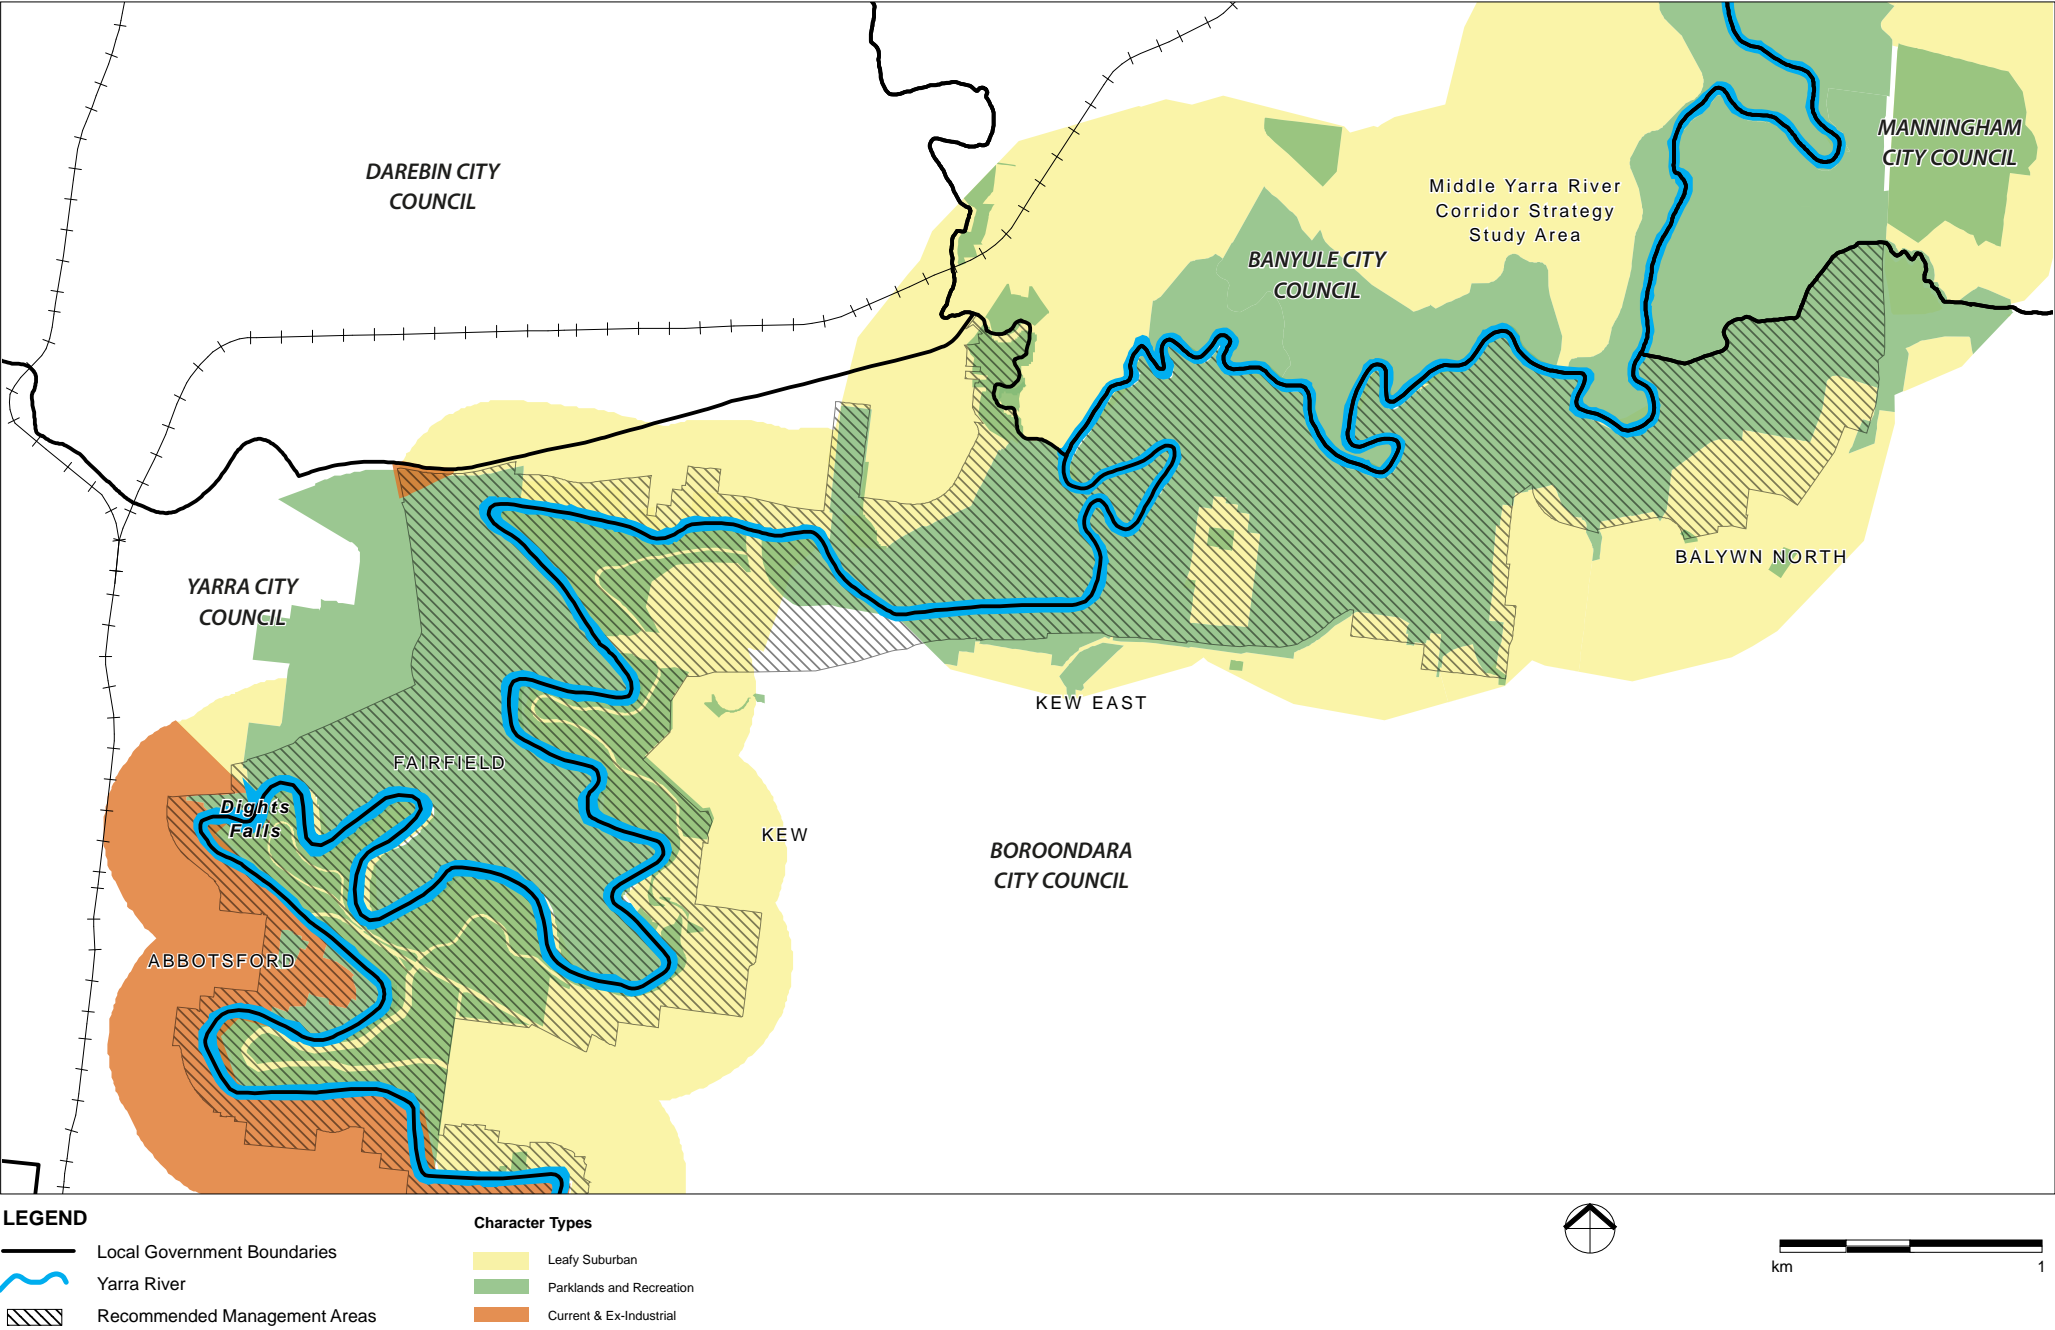 DAREBIN CITY
COUNCIL
MANNINGHAM
CITY COUNCIL
Middle Yarra River
Corridor Strategy
Study Area
BANYULE CITY
COUNCIL
YARRA CITY
COUNCIL
BALYWN NORTH
KEW EAST
FAIRFIELD
Dights
Falls
KEW
BOROONDARA
CITY COUNCIL
ABBOTSFORD
LEGEND
Local Government Boundaries
Yarra River
Recommended Management Areas
Character Types
Leafy Suburban
Parklands and Recreation
Current & Ex-Industrial
km 1